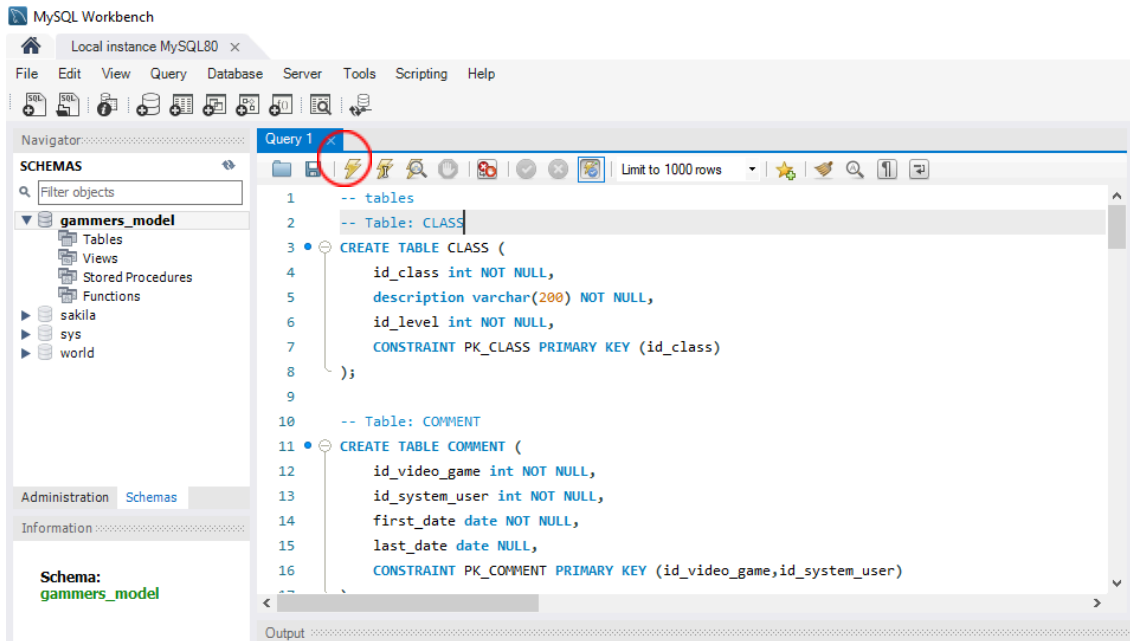 MySQL Workbench
Local instance MySQL80
File Edit View Query Database Server Tools Scripting Help
SQL SQL
Navigator
Query 1
SCHEMAS
Limit to 1000 rows
Filter objects
gammers_model
Tables
Views
Stored Procedures
Functions
sakila
sys
world
1 -- tables
2 -- Table: CLASS
3 CREATE TABLE CLASS (
4 id_class int NOT NULL,
5 description varchar(200) NOT NULL,
6 id_level int NOT NULL,
7 CONSTRAINT PK_CLASS PRIMARY KEY (id_class)
8 );
9
10 -- Table: COMMENT
11 CREATE TABLE COMMENT (
12 id_video_game int NOT NULL,
13 id_system_user int NOT NULL,
14 first_date date NOT NULL,
15 last_date date NULL,
16 CONSTRAINT PK_COMMENT PRIMARY KEY (id_video_game,id_system_user)
Administration Schemas
Information
Schema:
gammers_model
Output